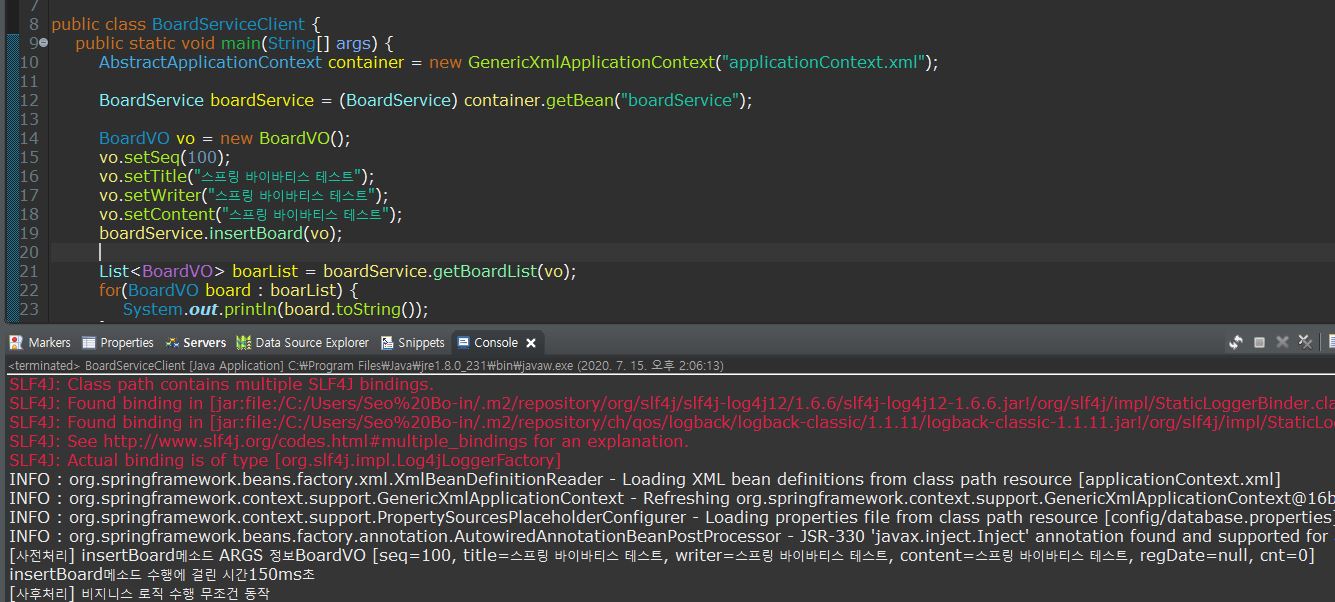 7
8 public class BoardServiceClient {
9 public static void main(String[] args) {
10 AbstractApplicationContext container = new GenericXmlApplicationContext("applicationContext.xml");
11
12 BoardService boardService = (BoardService) container.getBean("boardService");
13
14 BoardVO vo = new BoardVO();
15 vo.setSeq(100);
16 vo.setTitle("스프링 바이바티스 테스트");
17 vo.setWriter("스프링 바이바티스 테스트");
18 vo.setContent("스프링 바이바티스 테스트");
19 boardService.insertBoard(vo);
20
21 List<BoardVO> boarList = boardService.getBoardList(vo);
22 for(BoardVO board : boarList) {
23 System.out.println(board.toString());
Markers Properties Servers Data Source Explorer Snippets Console
<terminated> BoardServiceClient [Java Application] C:₩Program Files₩Java₩jre1.8.0_231₩bin₩javaw.exe (2020. 7. 15. 오후 2:06:13)
SLF4J: Class path contains multiple SLF4J bindings.
SLF4J: Found binding in [jar:file:/C:/Users/Seo%20Bo-in/.m2/repository/org/slf4j/slf4j-log4j12/1.6.6/slf4j-log4j12-1.6.6.jar!/org/slf4j/impl/StaticLoggerBinder.cla
SLF4J: Found binding in [jar:file:/C:/Users/Seo%20Bo-in/.m2/repository/ch/qos/logback/logback-classic/1.1.11/logback-classic-1.1.11.jar!/org/slf4j/impl/StaticLo
SLF4J: See http://www.slf4j.org/codes.html#multiple_bindings for an explanation.
SLF4J: Actual binding is of type [org.slf4j.impl.Log4jLoggerFactory]
INFO : org.springframework.beans.factory.xml.XmlBeanDefinitionReader - Loading XML bean definitions from class path resource [applicationContext.xml]
INFO : org.springframework.context.support.GenericXmlApplicationContext - Refreshing org.springframework.context.support.GenericXmlApplicationContext@16b
INFO : org.springframework.context.support.PropertySourcesPlaceholderConfigurer - Loading properties file from class path resource [config/database.properties]
INFO : org.springframework.beans.factory.annotation.AutowiredAnnotationBeanPostProcessor - JSR-330 'javax.inject.Inject' annotation found and supported for
[사전처리] insertBoard메소드 ARGS 정보BoardVO [seq=100, title=스프링 바이바티스 테스트, writer=스프링 바이바티스 테스트, content=스프링 바이바티스 테스트, regDate=null, cnt=0]
insertBoard메소드 수행에 걸린 시간150ms초
[사후처리] 비지니스 로직 수행 무조건 동작